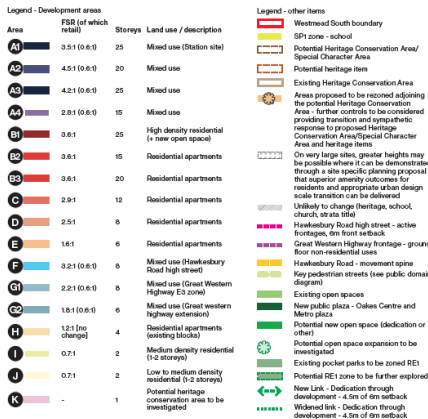 Legend - Development areas
Area
FSR (of which
retail)
Storeys
Land use / description
A1 3.5:1 (0.6:1) 25 Mixed use (Station site)
A2 4.5:1 (0.6:1) 20 Mixed use
A3 4.2:1 (0.6:1) 25 Mixed use
A4 2.8:1 (0.6:1) 15 Mixed use
B1 3.6:1 25 High density residential
(+ new open space)
B2 3.6:1 15 Residential apartments
B3 3.6:1 20 Residential apartments
C 2.9:1 12 Residential apartments
D 2.5:1 8 Residential apartments
E 1.6:1 6 Residential apartments
F 3.2:1 (0.6:1) 8 Mixed use (Hawkesbury
Road high street)
G1 2.2:1 (0.6:1) 8 Mixed use (Great Western
Highway E3 zone)
G2 1.8:1 (0.6:1) 6 Mixed use (Great western
highway extension)
H 1.2:1 [no
change] 4 Residential apartments
(existing blocks)
I 0.7:1 2 Medium density residential
(1-2 storeys)
J 0.7:1 2 Low to medium density
residential (1-2 storeys)
K - 1 Potential heritage
conservation area to be
investigated
Legend - other items
Westmead South boundary
SP1 zone - school
Potential Heritage Conservation Area/
Special Character Area
Potential heritage item
Existing Heritage Conservation Area
Areas proposed to be rezoned adjoining
the potential Heritage Conservation
Area - further controls to be considered
providing transition and sympathetic
response to proposed Heritage
Conservation Area/Special Character
Area and heritage items
On very large sites, greater heights may
be possible where it can be demonstrated
through a site specific planning proposal
that superior amenity outcomes for
residents and appropriate urban design
scale transition can be delivered
Unlikely to change (heritage, school,
church, strata title)
Hawkesbury Road high street - active
frontages, 6m front setback
Great Western Highway frontage - ground
floor non-residential uses
Hawkesbury Road - movement spine
Key pedestrian streets (see public domain
diagram)
Existing open spaces
New public plaza - Oakes Centre and
Metro plaza
Potential new open space (dedication or
other)
Potential open space expansion to be
investigated
Existing pocket parks to be zoned RE1
Potential RE1 zone to be further explored
New Link - Dedication through
development - 4.5m of 6m setback
Widened link - Dedication through
development - 4.5m of 6m setback